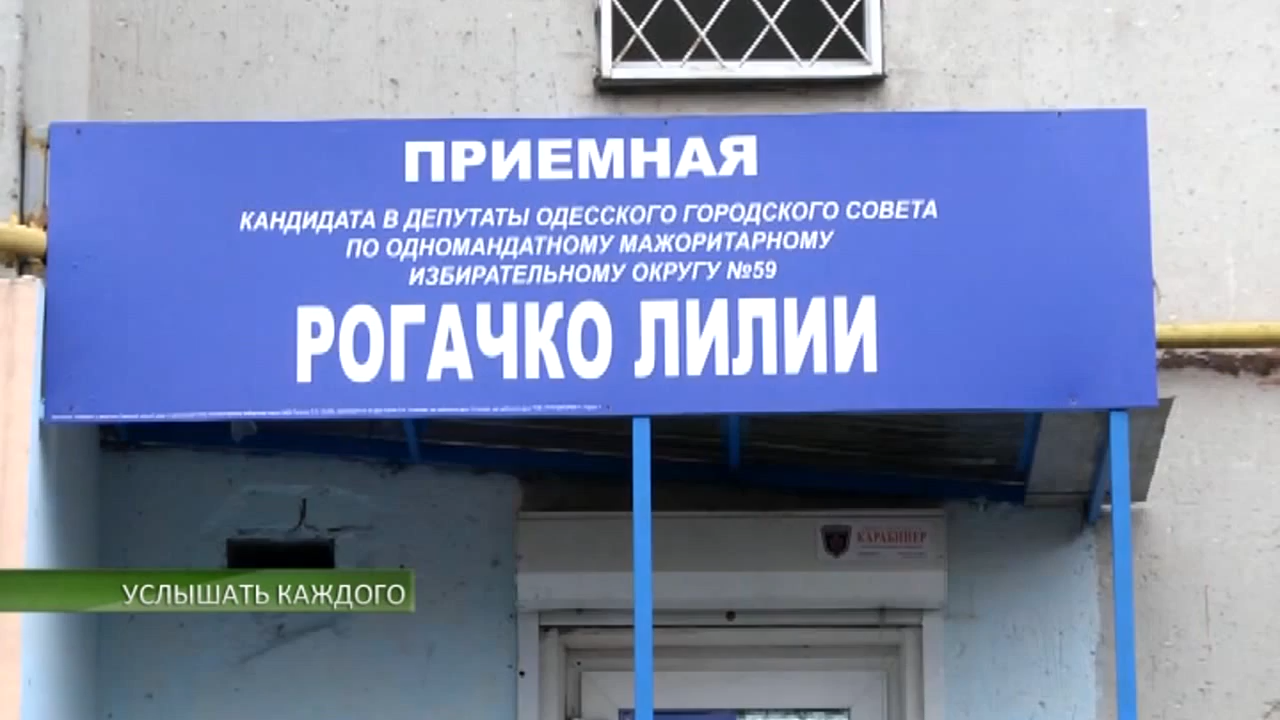 ПРИЕМНАЯ
КАНДИДАТА В ДЕПУТАТЫ ОДЕССКОГО ГОРОДСКОГО СОВЕТА
ПО ОДНОМАНДАТНОМУ МАЖОРИТАРНОМУ
ИЗБИРАТЕЛЬНОМУ ОКРУГУ №59
РОГАЧКО ЛИЛИИ
КАРАБИНЕР
УСЛЫШАТЬ КАЖДОГО